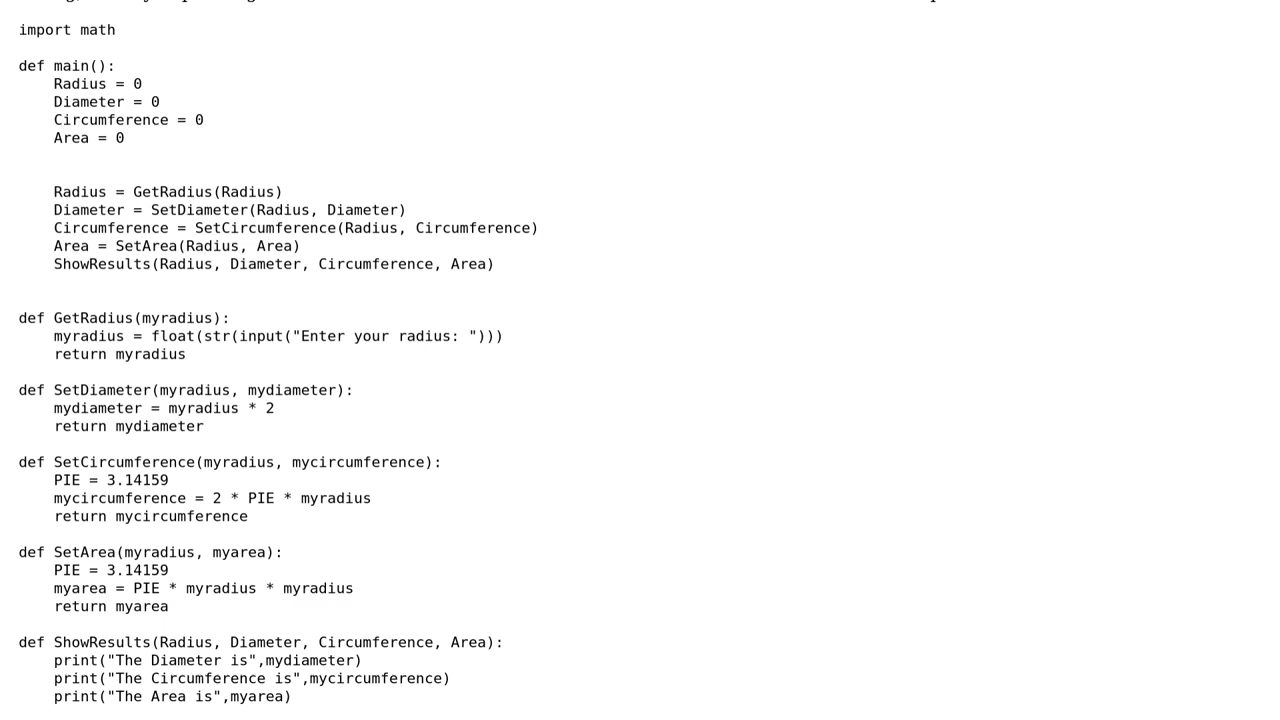 import math
def main():
    Radius = 0
    Diameter = 0
    Circumference = 0
    Area = 0
    Radius = GetRadius(Radius)
    Diameter = SetDiameter(Radius, Diameter)
    Circumference = SetCircumference(Radius, Circumference)
    Area = SetArea(Radius, Area)
    ShowResults(Radius, Diameter, Circumference, Area)
def GetRadius(myradius):
    myradius = float(str(input("Enter your radius: ")))
    return myradius
def SetDiameter(myradius, mydiameter):
    mydiameter = myradius * 2
    return mydiameter
def SetCircumference(myradius, mycircumference):
    PIE = 3.14159
    mycircumference = 2 * PIE * myradius
    return mycircumference
def SetArea(myradius, myarea):
    PIE = 3.14159
    myarea = PIE * myradius * myradius
    return myarea
def ShowResults(Radius, Diameter, Circumference, Area):
    print("The Diameter is",mydiameter)
    print("The Circumference is",mycircumference)
    print("The Area is",myarea)